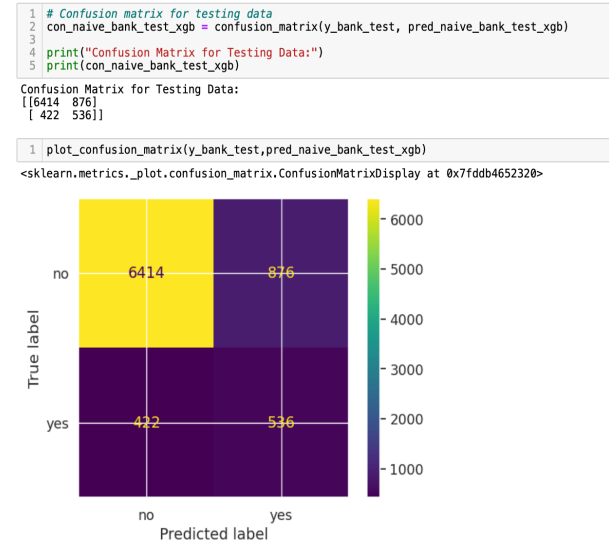 1 # Confusion matrix for testing data
2 con_naive_bank_test_xgb = confusion_matrix(y_bank_test, pred_naive_bank_test_xgb)
3
4 print("Confusion Matrix for Testing Data:")
5 print(con_naive_bank_test_xgb)
Confusion Matrix for Testing Data:
[[6414 876]
[ 422 536]]
1 plot_confusion_matrix(y_bank_test,pred_naive_bank_test_xgb)
<sklearn.metrics._plot.confusion_matrix.ConfusionMatrixDisplay at 0x7fddb4652320>
6000
no 6414 876
5000
4000
True label
3000
yes 422 536
2000
1000
no yes
Predicted label